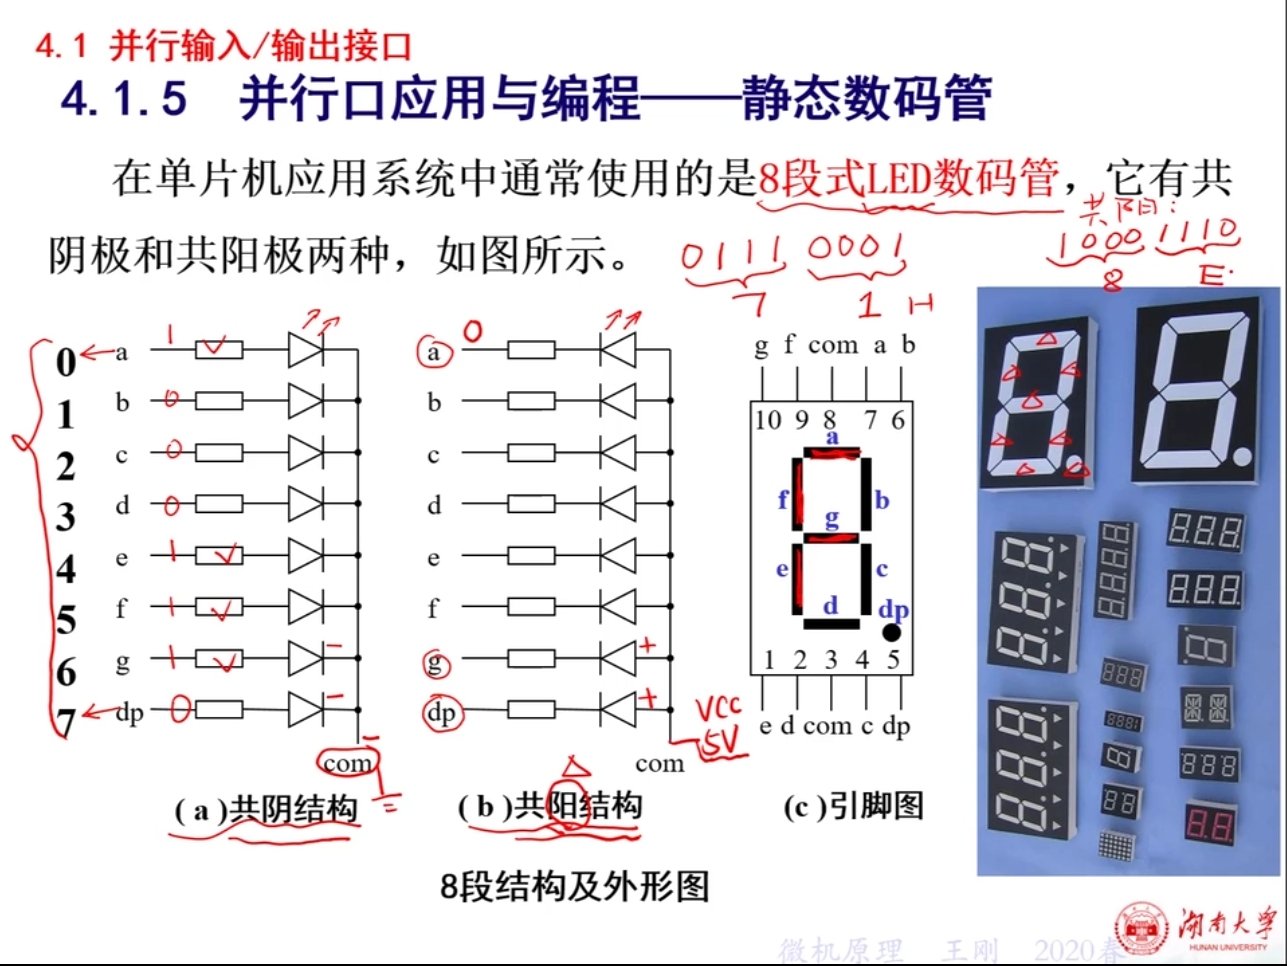 4.1 并行输入/输出接口
4.1.5 并行口应用与编程——静态数码管
在单片机应用系统中通常使用的是8段式LED数码管，它有共
阴极和共阳极两种，如图所示。
共阳:
0111 0001
7 1 H
1000 1110
8 E
0 a 1
1 b 0
2 c 0
3 d 0
4 e 1
5 f 1
6 g 1
7 dp 0
com
(a)共阴结构
a 0
b
c
d
e
f
g
dp
VCC
5V
com
(b)共阳结构
g f com a b
10 9 8 7 6
a
f b
g
e c
d dp
1 2 3 4 5
e d com c dp
(c)引脚图
8段结构及外形图
湖南大学
HUNAN UNIVERSITY
微机原理 王刚 2020春